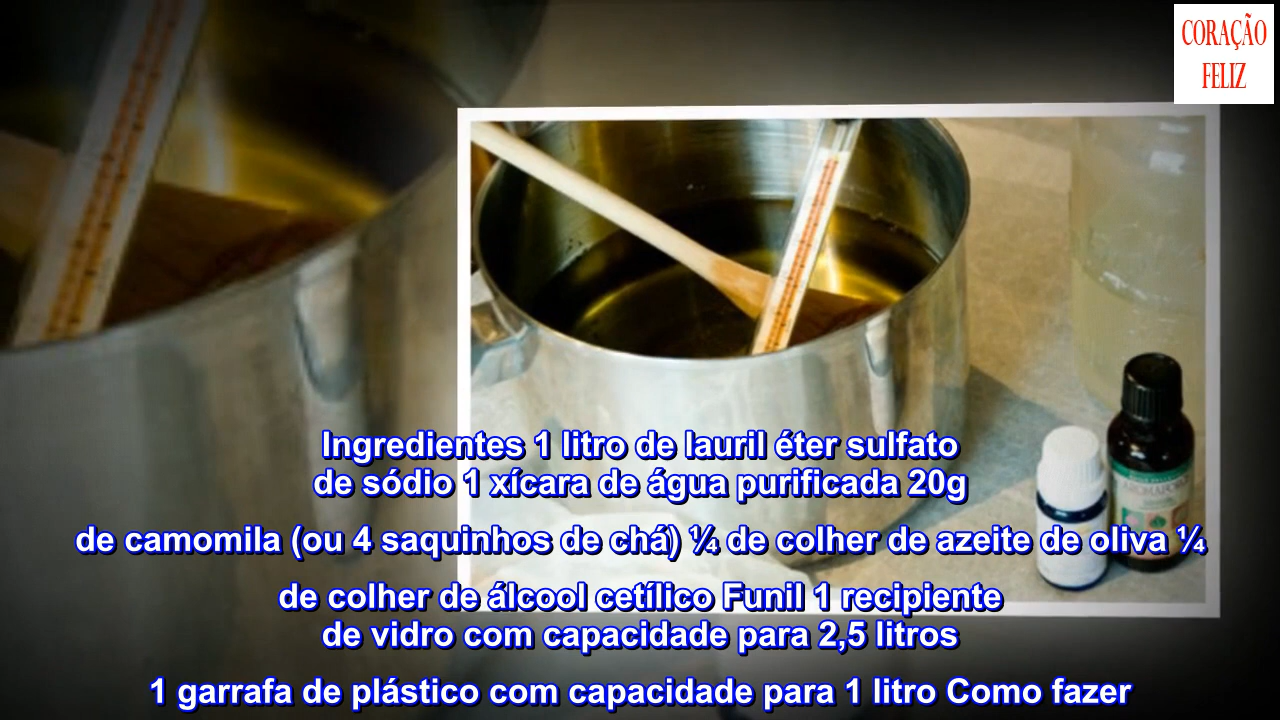 CORAÇÃO
FELIZ
Ingredientes 1 litro de lauril éter sulfato
de sódio 1 xícara de água purificada 20g
de camomila (ou 4 saquinhos de chá) ¼ de colher de azeite de oliva ¼
de colher de álcool cetílico Funil 1 recipiente
de vidro com capacidade para 2,5 litros
1 garrafa de plástico com capacidade para 1 litro Como fazer